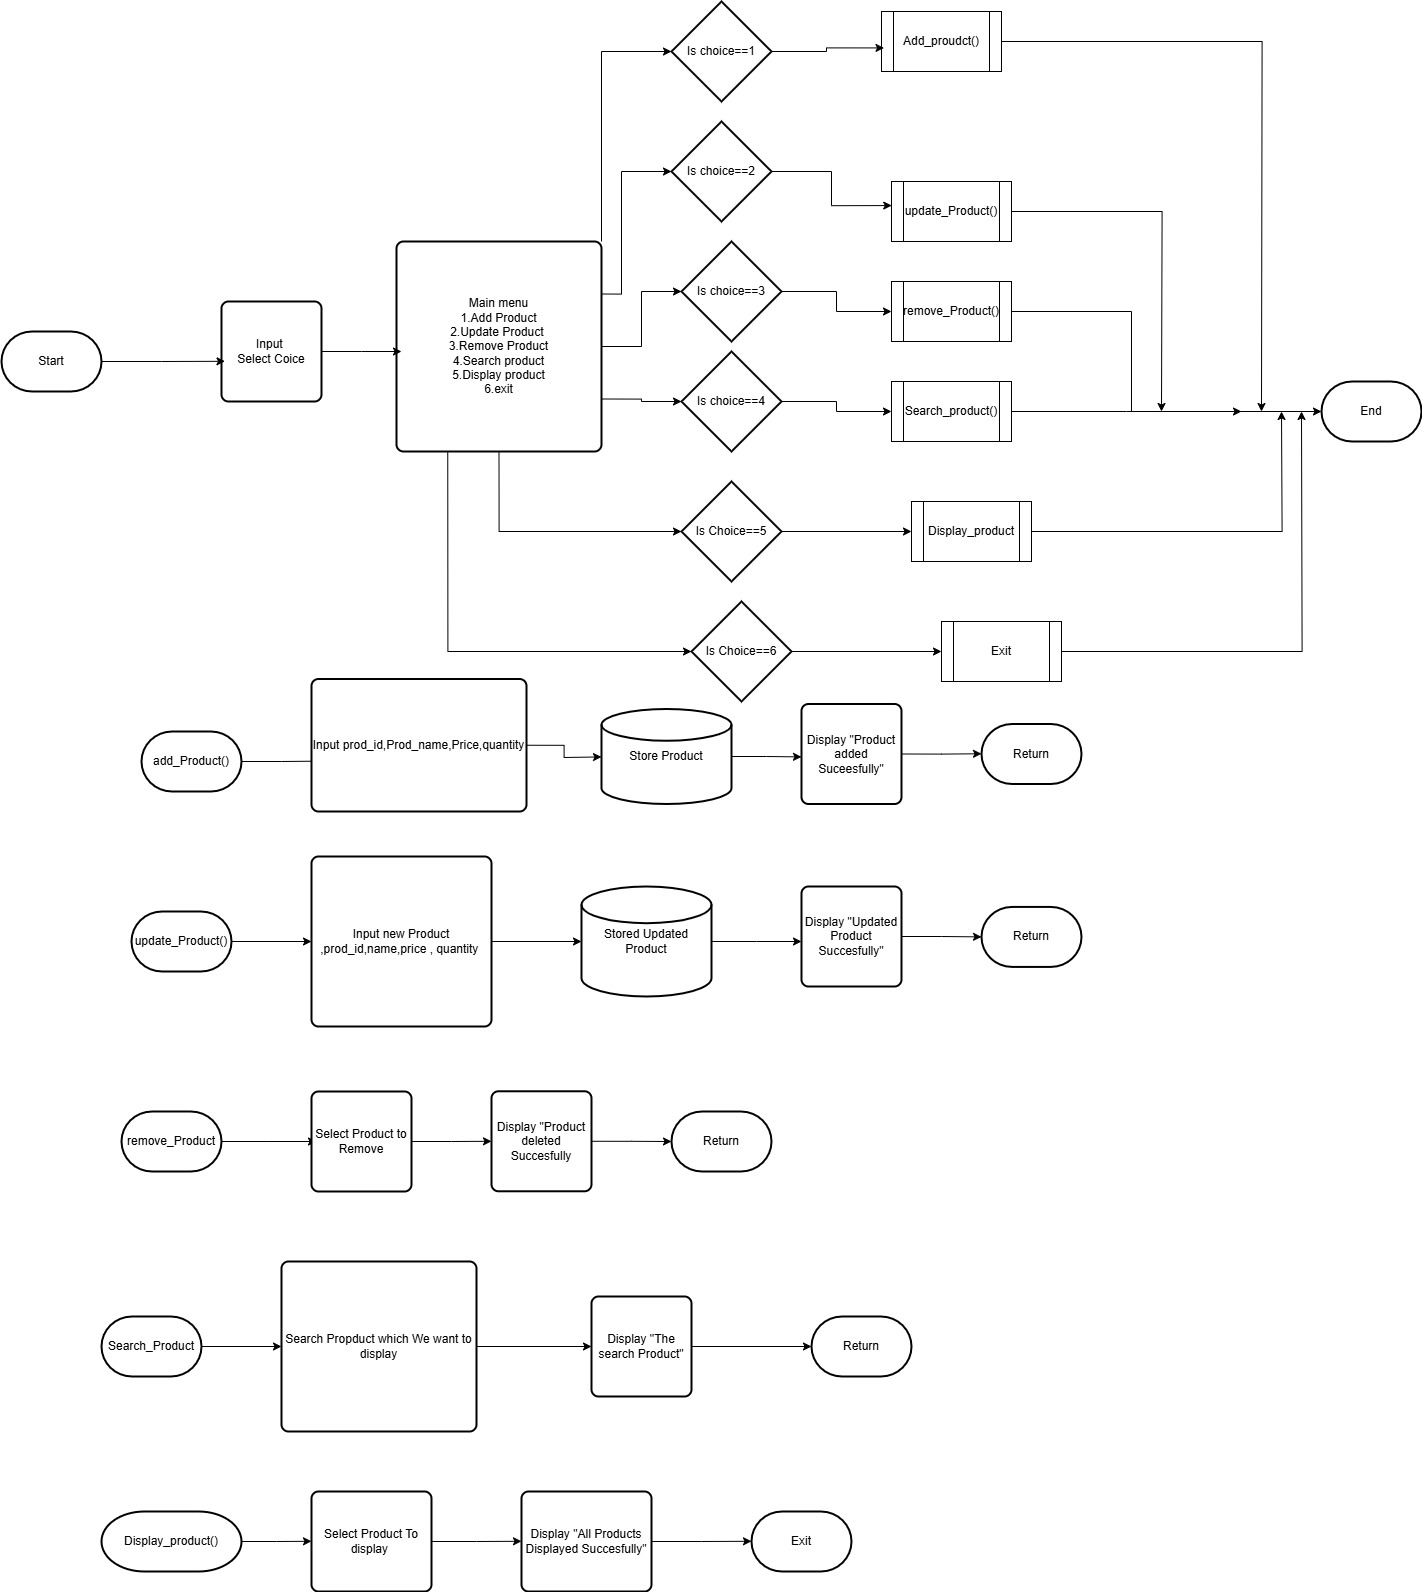 Is choice==1
Add_proudct()
Is choice==2
update_Product()
Is choice==3
remove_Product()
Start
Input
Select Coice
Main menu
1.Add Product
2.Update Product
3.Remove Product
4.Search product
5.Display product
6.exit
Is choice==4
Search_product()
End
Is Choice==5
Display_product
Is Choice==6
Exit
add_Product()
Input prod_id,Prod_name,Price,quantity
Store Product
Display "Product
added
Suceesfully"
Return
update_Product()
Input new Product
,prod_id,name,price , quantity
Stored Updated
Product
Display "Updated
Product
Succesfully"
Return
remove_Product
Select Product to
Remove
Display "Product
deleted
Succesfully
Return
Search_Product
Search Propduct which We want to
display
Display "The
search Product"
Return
Display_product()
Select Product To
display
Display "All Products
Displayed Succesfully"
Exit